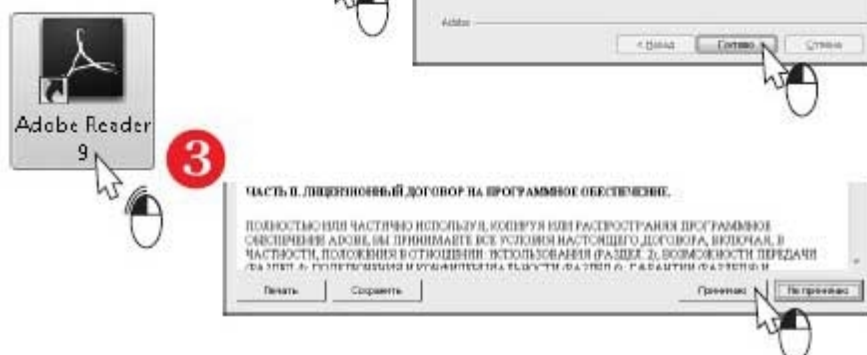 Adobe
< Назад Готово Отмена
Adobe Reader
9
3
ЧАСТЬ II. ЛИЦЕНЗИОННЫЙ ДОГОВОР НА ПРОГРАММНОЕ ОБЕСПЕЧЕНИЕ.
ПОЛНОСТЬЮ ИЛИ ЧАСТИЧНО ИСПОЛЬЗУЯ, КОПИРУЯ ИЛИ РАСПРОСТРАНЯЯ ПРОГРАММНОЕ
ОБЕСПЕЧЕНИЕ ADOBE, ВЫ ПРИНИМАЕТЕ ВСЕ УСЛОВИЯ НАСТОЯЩЕГО ДОГОВОРА, ВКЛЮЧАЯ, В
ЧАСТНОСТИ, ПОЛОЖЕНИЯ В ОТНОШЕНИИ: ИСПОЛЬЗОВАНИЯ (РАЗДЕЛ 2), ВОЗМОЖНОСТИ ПЕРЕДАЧИ
Печать Сохранить Принимаю Не принимаю